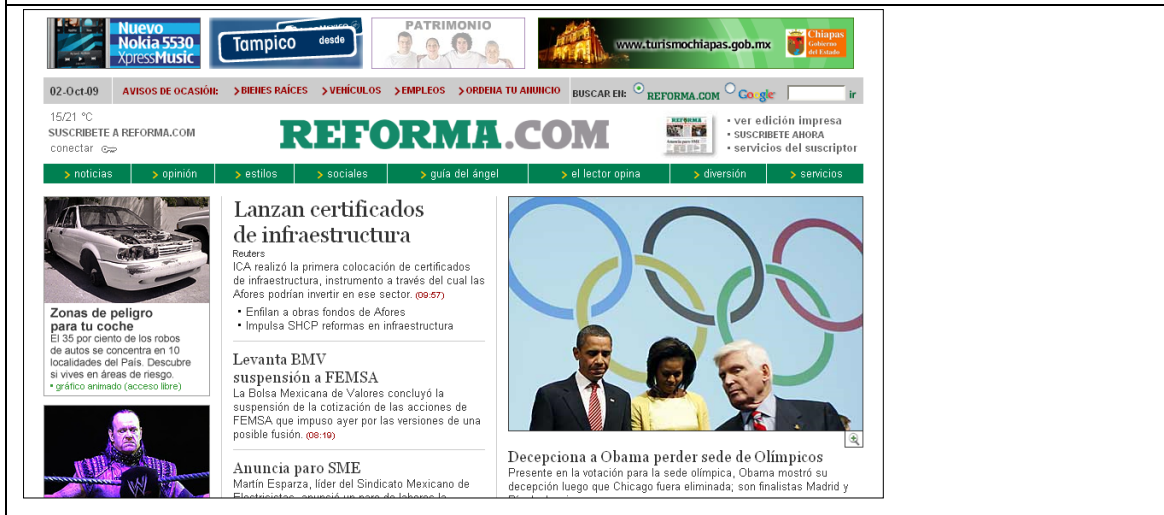 Nuevo
Nokia 5530
XpressMusic
Tampico desde
PATRIMONIO
www.turismochiapas.gob.mx
Chiapas
Gobierno
del Estado
02-Oct-09 AVISOS DE OCASIÓN: >BIENES RAÍCES >VEHÍCULOS >EMPLEOS >ORDENA TU ANUNCIO BUSCAR EN: REFORMA.COM Google ir
15/21 °C
SUSCRIBETE A REFORMA.COM
conectar
REFORMA.COM
REFORMA
• ver edición impresa
• SUSCRIBETE AHORA
• servicios del suscriptor
> noticias > opinión > estilos > sociales > guía del ángel > el lector opina > diversión > servicios
Zonas de peligro
para tu coche
El 35 por ciento de los robos
de autos se concentra en 10
localidades del País. Descubre
si vives en áreas de riesgo.
• gráfico animado (acceso libre)
W
Lanzan certificados
de infraestructura
Reuters
ICA realizó la primera colocación de certificados
de infraestructura, instrumento a través del cual las
Afores podrían invertir en ese sector. (09:57)
• Enfilan a obras fondos de Afores
• Impulsa SHCP reformas en infraestructura
Levanta BMV
suspensión a FEMSA
La Bolsa Mexicana de Valores concluyó la
suspensión de la cotización de las acciones de
FEMSA que impuso ayer por las versiones de una
posible fusión. (08:19)
Anuncia paro SME
Martín Esparza, líder del Sindicato Mexicano de
Electricistas, anunció un paro de labores la
Decepciona a Obama perder sede de Olímpicos
Presente en la votación para la sede olímpica, Obama mostró su
decepción luego que Chicago fuera eliminada; son finalistas Madrid y